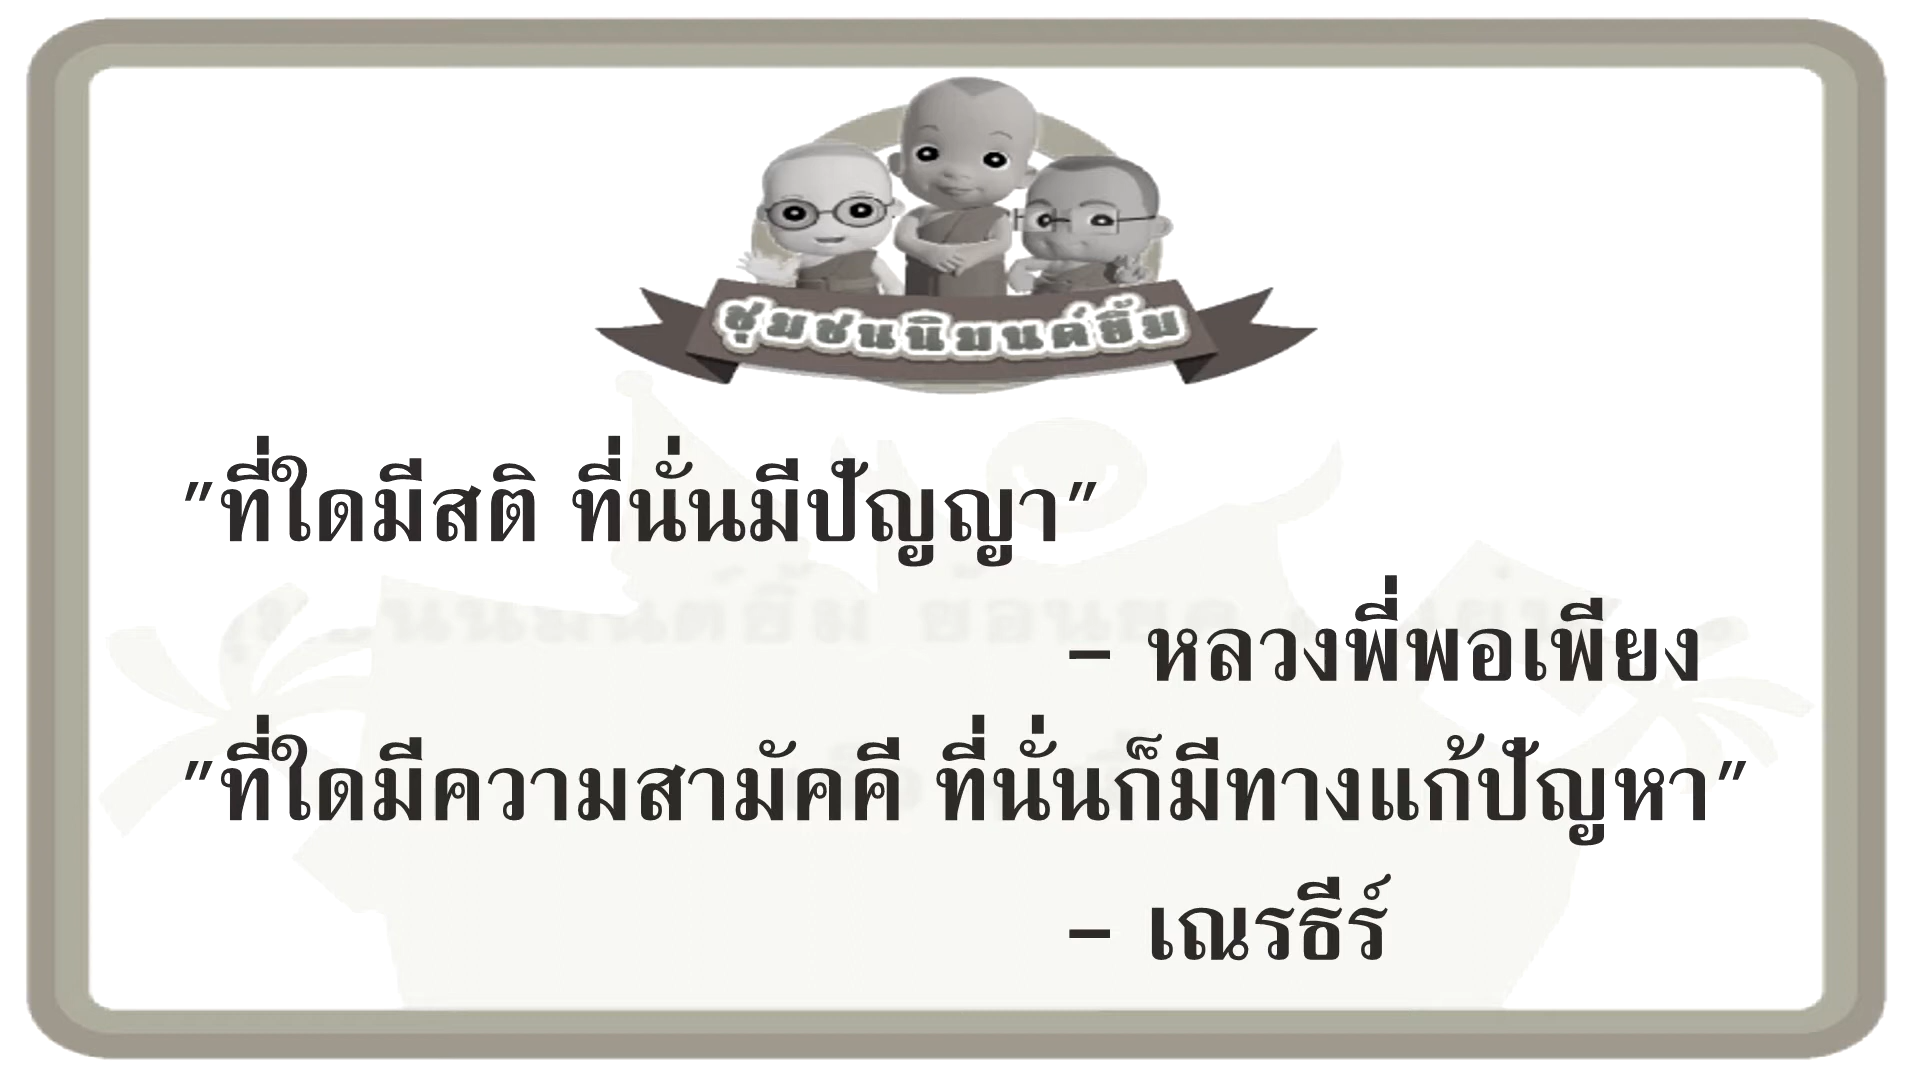 ชุมชนนิมนต์ยิ้ม
"ที่ใดมีสติ ที่นั่นมีปัญญา"
– หลวงพี่พอเพียง
"ที่ใดมีความสามัคคี ที่นั่นก็มีทางแก้ปัญหา"
– เณรธีร์